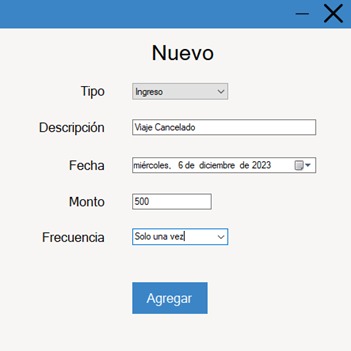 Nuevo
Tipo Ingreso
Descripción Viaje Cancelado
Fecha miércoles, 6 de diciembre de 2023
Monto 500
Frecuencia Solo una vez
Agregar